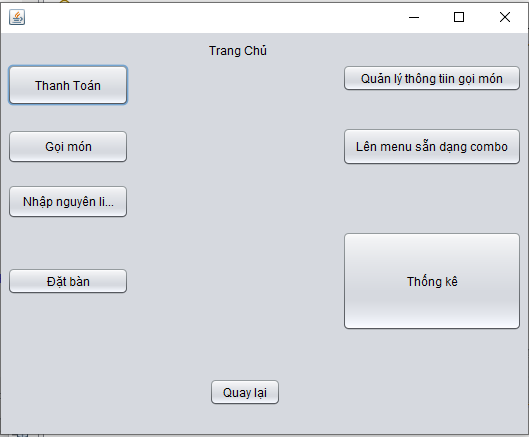 Trang Chủ
Thanh Toán
Quản lý thông tiin gọi món
Gọi món
Lên menu sẵn dạng combo
Nhập nguyên li...
Đặt bàn
Thống kê
Quay lại